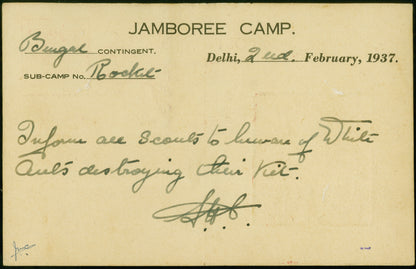 JAMBOREE CAMP.
Bengal CONTINGENT.
Delhi, 2nd. February, 1937.
SUB-CAMP No. Rocket
Inform all Scouts to beware of White
Ants destroying their Kit.